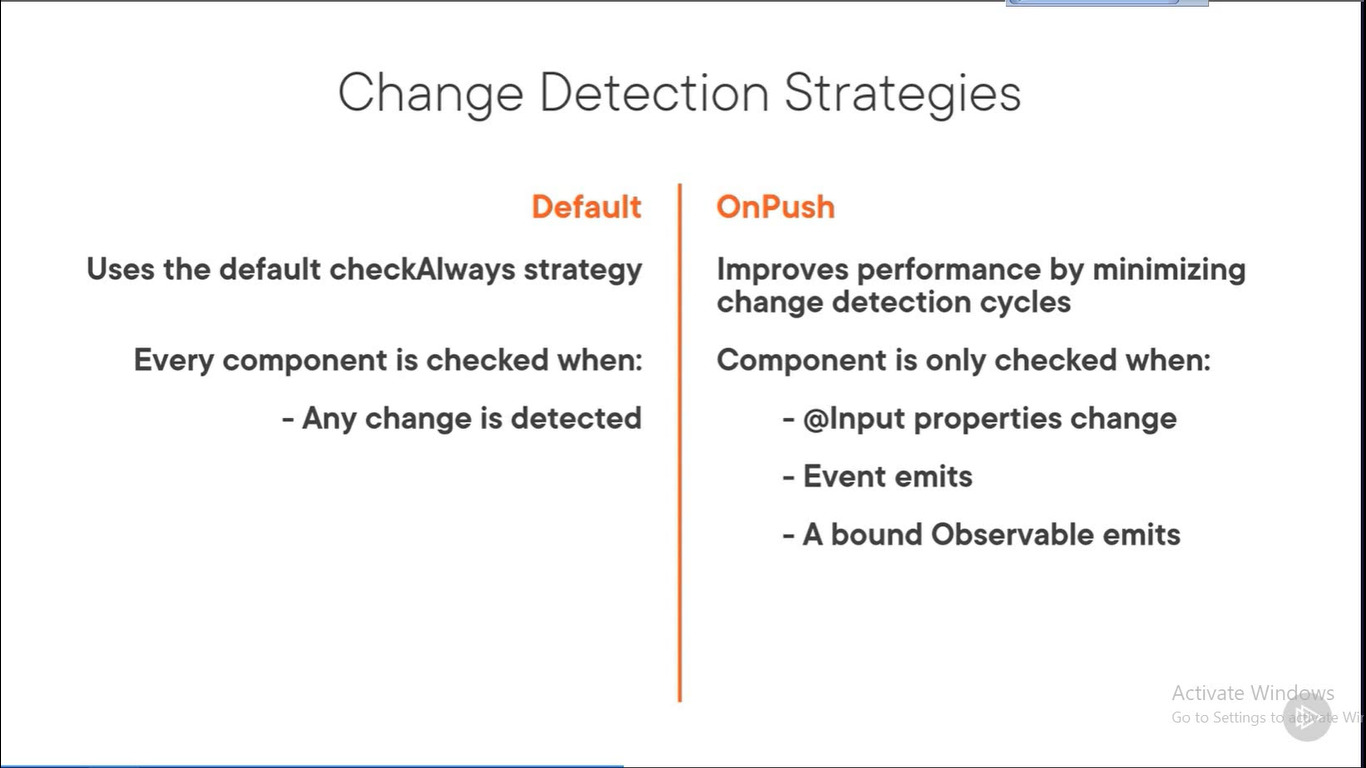 Change Detection Strategies
Default
Uses the default checkAlways strategy
Every component is checked when:
- Any change is detected
OnPush
Improves performance by minimizing
change detection cycles
Component is only checked when:
- @Input properties change
- Event emits
- A bound Observable emits
Activate Windows
Go to Settings to activate